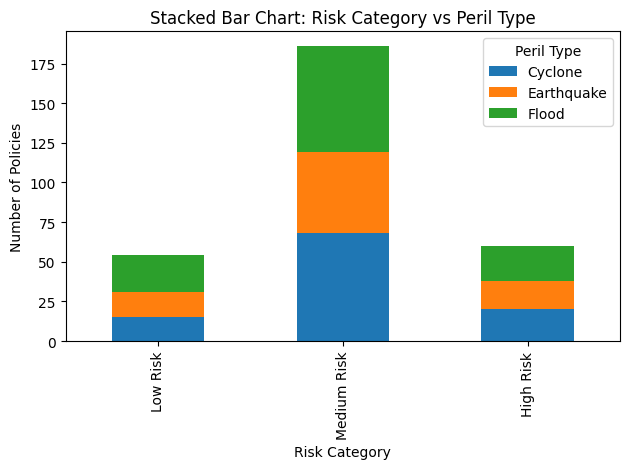 Stacked Bar Chart: Risk Category vs Peril Type
Peril Type
Cyclone
Earthquake
Flood
Number of Policies
175
150
125
100
75
50
25
0
Low Risk
Medium Risk
High Risk
Risk Category